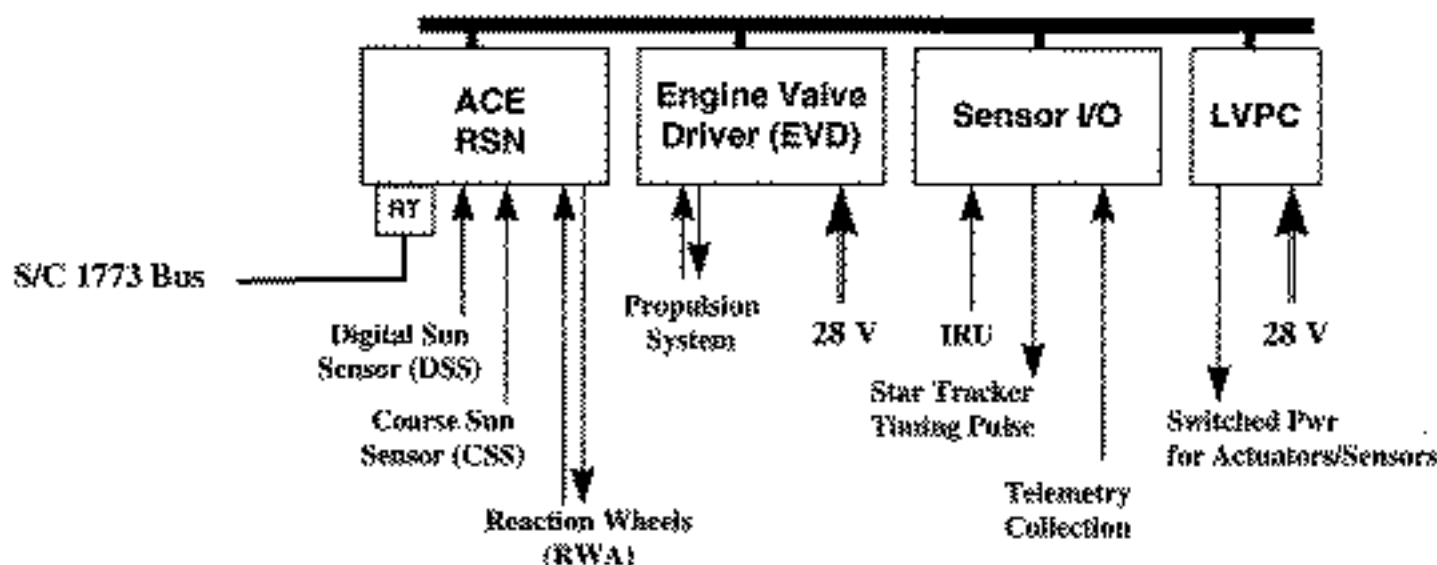 ACE
RSN
Engine Valve
Driver (EVD)
Sensor I/O
LVPC
RT
S/C 1773 Bus
Digital Sun
Sensor (DSS)
Course Sun
Sensor (CSS)
Reaction Wheels
(RWA)
Propulsion
System
28 V
IRU
Star Tracker
Timing Pulse
Telemetry
Collection
28 V
Switched Pwr
for Actuators/Sensors